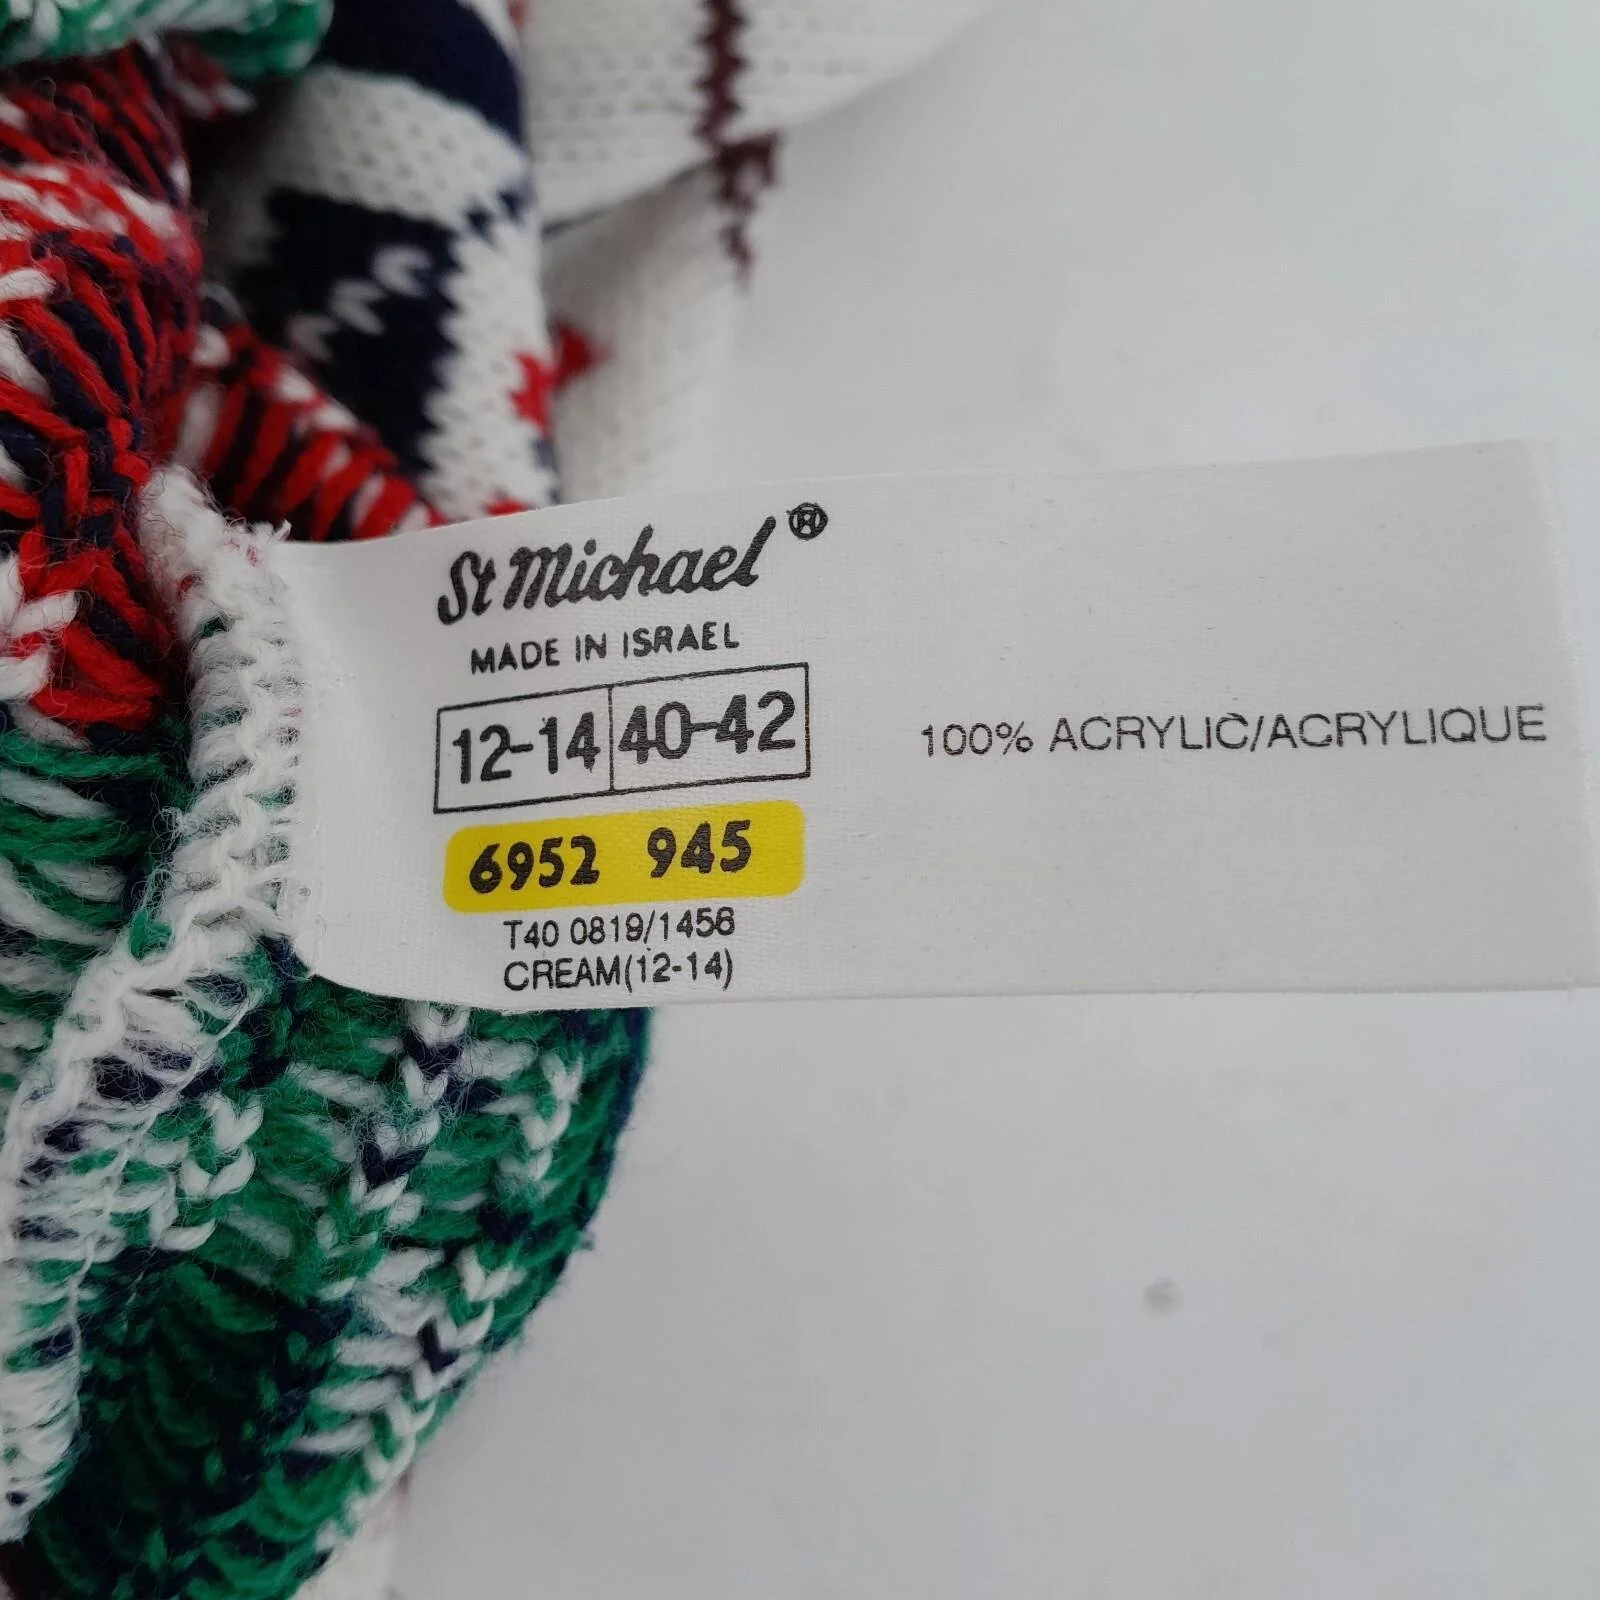 St Michael®
MADE IN ISRAEL
12-14 40-42
100% ACRYLIC/ACRYLIQUE
6952 945
T40 0819/1456
CREAM(12-14)